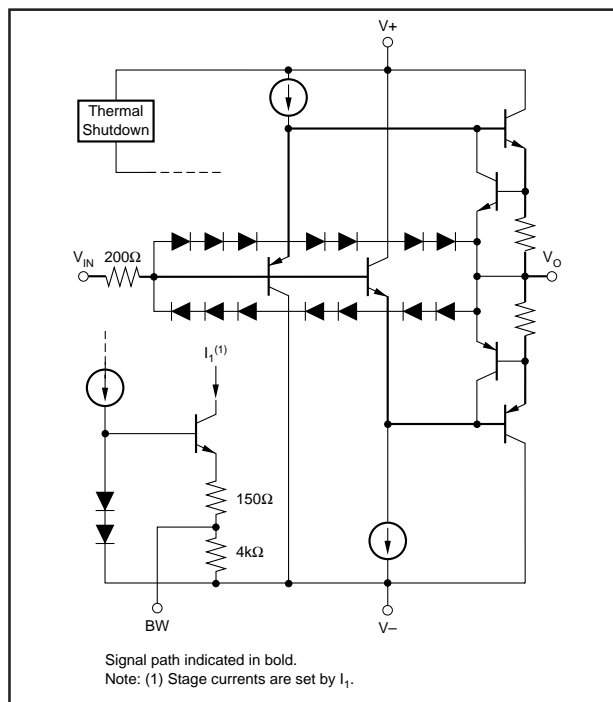 V+
Thermal
Shutdown
V_IN
200Ω
V_O
I_1^(1)
150Ω
4kΩ
BW
V–
Signal path indicated in bold.
Note: (1) Stage currents are set by I_1.